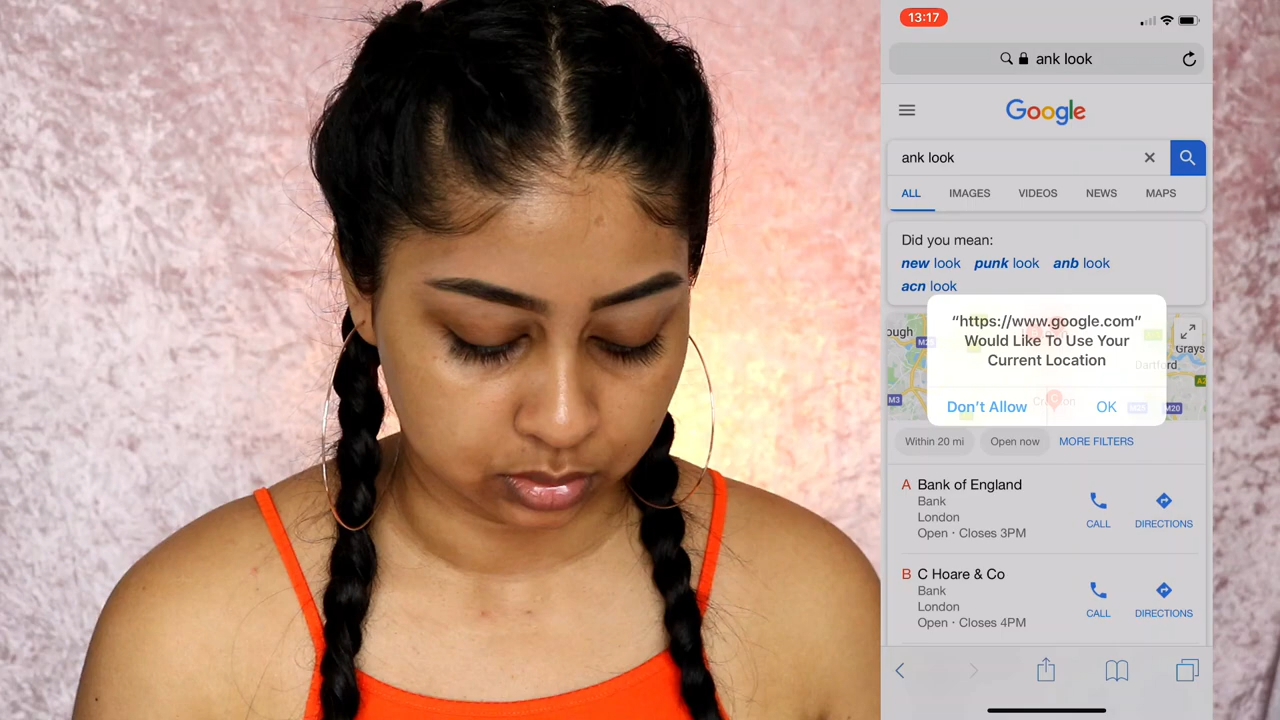 13:17
ank look
Google
ank look
ALL IMAGES VIDEOS NEWS MAPS
Did you mean:
new look punk look anb look
acn look
“https://www.google.com”
Would Like To Use Your
Current Location
Don’t Allow OK
ough
Grays
Dartford
M3
M20
Within 20 mi Open now MORE FILTERS
A Bank of England
Bank
London
Open · Closes 3PM
CALL DIRECTIONS
B C Hoare & Co
Bank
London
Open · Closes 4PM
CALL DIRECTIONS